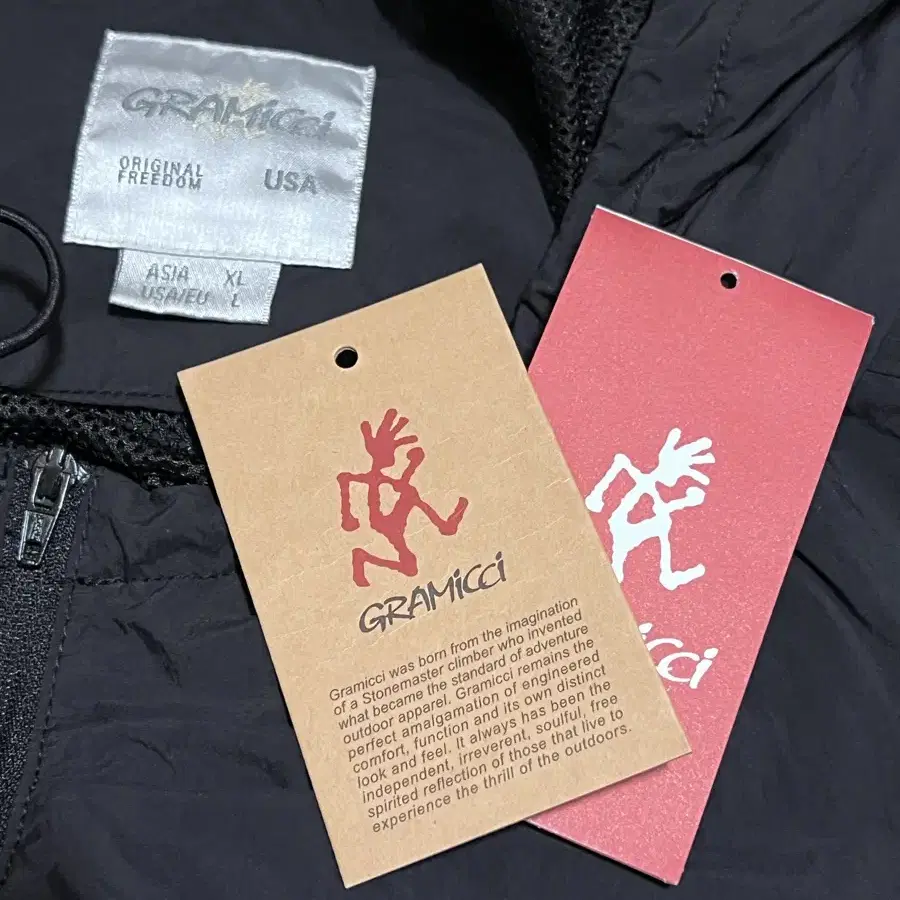 GRAMiCCi
ORIGINAL
FREEDOM
USA
ASIA XL
USA/EU L
GRAMiCCi
Gramicci was born from the imagination
of a Stonemaster climber who invented
what became the standard of adventure
outdoor apparel. Gramicci remains the
perfect amalgamation of engineered
comfort, function and its own distinct
look and feel. It always has been the
independent, irreverent, soulful, free
spirited reflection of those that live to
experience the thrill of the outdoors.
iCCi